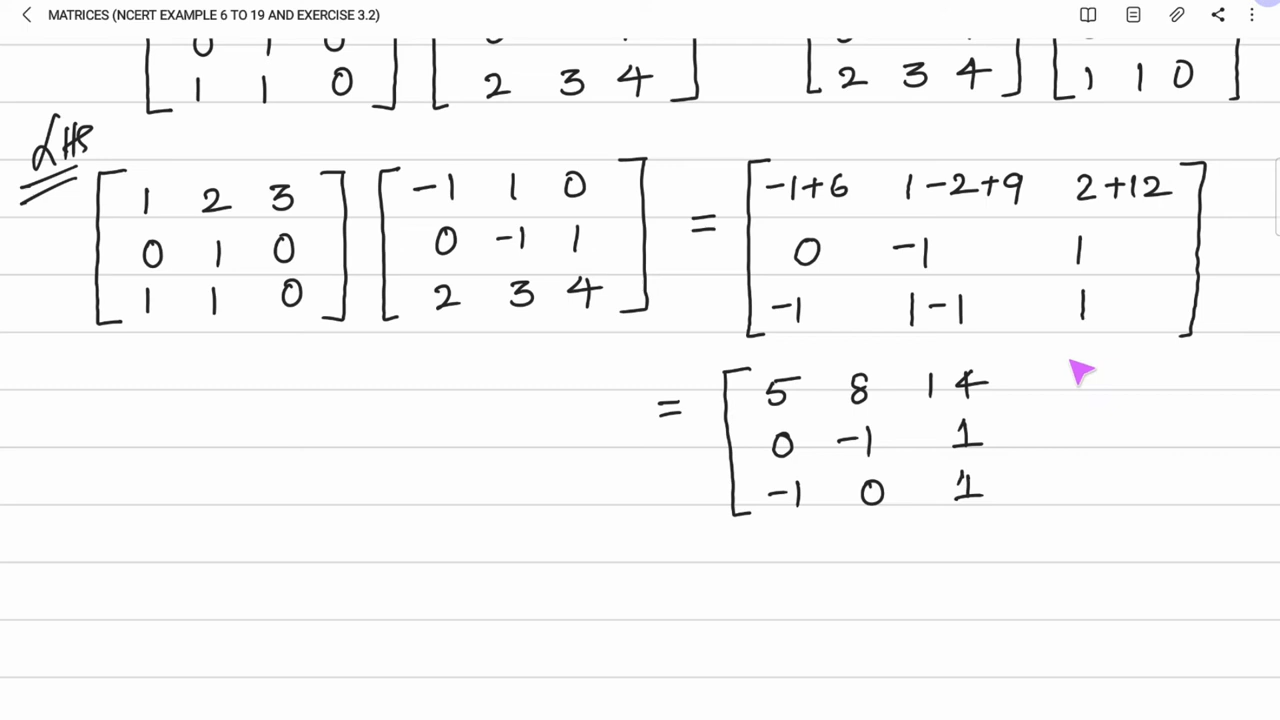 MATRICES (NCERT EXAMPLE 6 TO 19 AND EXERCISE 3.2)
0 1 0
1 1 0 2 3 4 2 3 4 1 1 0
LHS
1 2 3 -1 1 0 = -1+6 1-2+9 2+12
0 1 0 0 -1 1 0 -1 1
1 1 0 2 3 4 -1 1-1 1
= 5 8 14
0 -1 1
-1 0 1